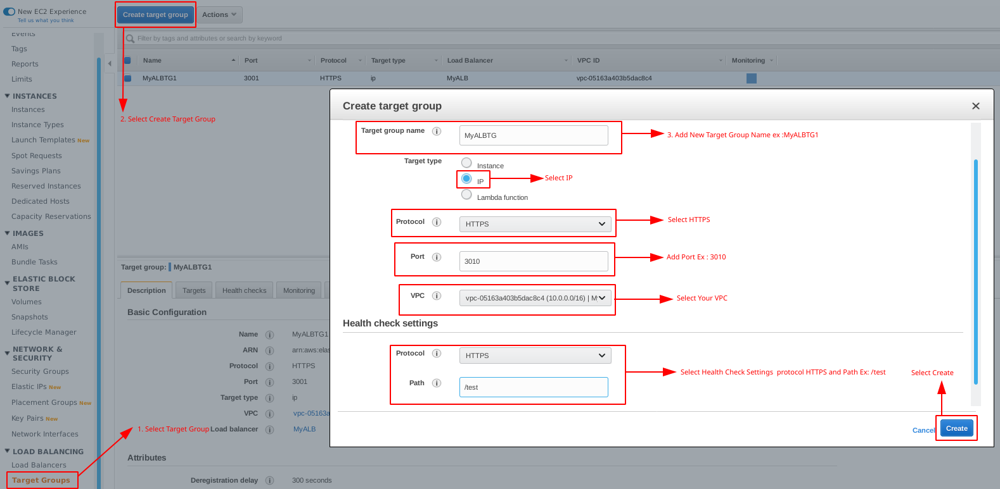 New EC2 Experience
Tell us what you think
Events
Tags
Reports
Limits
INSTANCES
Instances
Instance Types
Launch Templates New
Spot Requests
Savings Plans
Reserved Instances
Dedicated Hosts
Capacity Reservations
IMAGES
AMIs
Bundle Tasks
ELASTIC BLOCK
STORE
Volumes
Snapshots
Lifecycle Manager
NETWORK &
SECURITY
Security Groups
Elastic IPs New
Placement Groups New
Key Pairs New
Network Interfaces
LOAD BALANCING
Load Balancers
Target Groups
Create target group Actions
Filter by tags and attributes or search by keyword
Name Port Protocol Target type Load Balancer VPC ID Monitoring
MyALBTG1 3001 HTTPS ip MyALB vpc-05163a403b5dac8c4
2. Select Create Target Group
Target group: MyALBTG1
Description Targets Health checks Monitoring
Basic Configuration
Name MyALBTG1
ARN arn:aws:elas
Protocol HTTPS
Port 3001
Target type ip
VPC vpc-05163a
1. Select Target Group Load balancer MyALB
Attributes
Deregistration delay 300 seconds
Create target group
Target group name MyALBTG 3. Add New Target Group Name ex :MyALBTG1
Target type Instance
IP Select IP
Lambda function
Protocol HTTPS Select HTTPS
Port 3010 Add Port Ex : 3010
VPC vpc-05163a403b5dac8c4 (10.0.0.0/16) | M Select Your VPC
Health check settings
Protocol HTTPS
Select Health Check Settings protocol HTTPS and Path Ex: /test Select Create
Path /test
Cancel Create